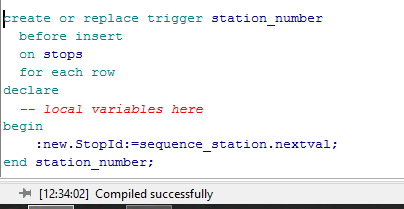 create or replace trigger station_number
before insert
on stops
for each row
declare
-- local variables here
begin
:new.StopId:=sequence_station.nextval;
end station_number;
[12:34:02] Compiled successfully